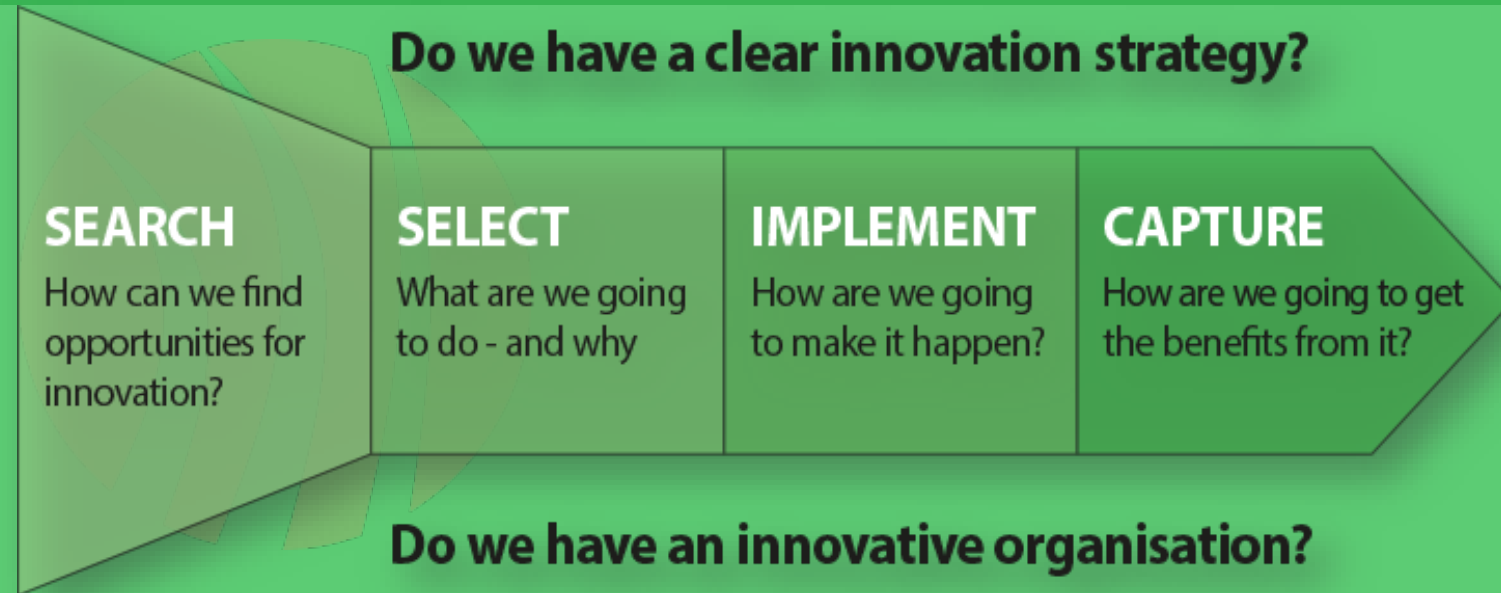 Do we have a clear innovation strategy?
SEARCH
How can we find
opportunities for
innovation?
SELECT
What are we going
to do - and why
IMPLEMENT
How are we going
to make it happen?
CAPTURE
How are we going to get
the benefits from it?
Do we have an innovative organisation?